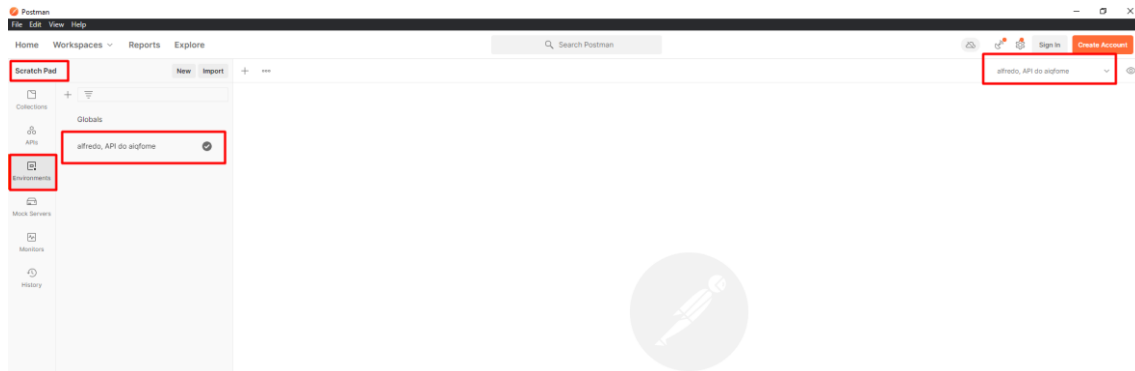 Postman
File Edit View Help
Home Workspaces Reports Explore
Search Postman
Sign In
Create Account
Scratch Pad
New Import
alfredo, API do aiqfome
Collections
Globals
APIs
alfredo, API do aiqfome
Environments
Mock Servers
Monitors
History